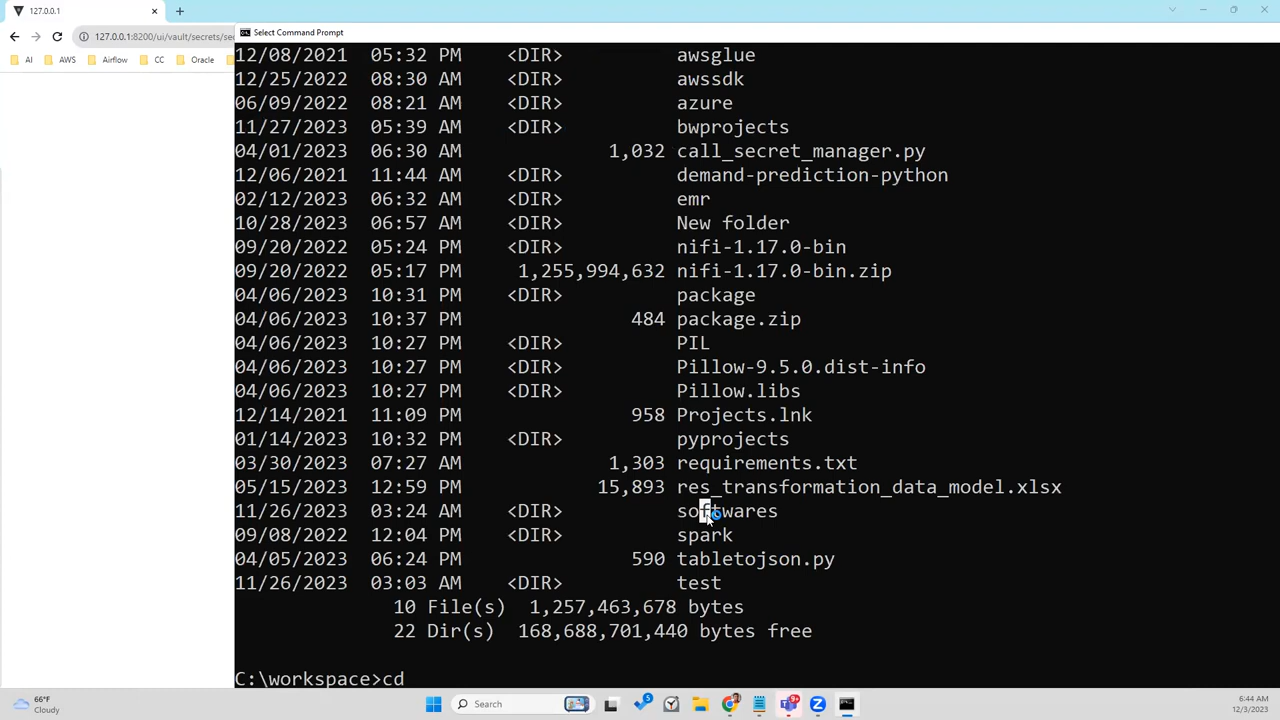 127.0.0.1
127.0.0.1:8200/ui/vault/secrets/se
AI AWS Airflow CC Oracle
Select Command Prompt
12/08/2021 05:32 PM <DIR> awsglue
12/25/2022 08:30 AM <DIR> awssdk
06/09/2022 08:21 AM <DIR> azure
11/27/2023 05:39 AM <DIR> bwprojects
04/01/2023 06:30 AM 1,032 call_secret_manager.py
12/06/2021 11:44 AM <DIR> demand-prediction-python
02/12/2023 06:32 AM <DIR> emr
10/28/2023 06:57 AM <DIR> New folder
09/20/2022 05:24 PM <DIR> nifi-1.17.0-bin
09/20/2022 05:17 PM 1,255,994,632 nifi-1.17.0-bin.zip
04/06/2023 10:31 PM <DIR> package
04/06/2023 10:37 PM 484 package.zip
04/06/2023 10:27 PM <DIR> PIL
04/06/2023 10:27 PM <DIR> Pillow-9.5.0.dist-info
04/06/2023 10:27 PM <DIR> Pillow.libs
12/14/2021 11:09 PM 958 Projects.lnk
01/14/2023 10:32 PM <DIR> pyprojects
03/30/2023 07:27 AM 1,303 requirements.txt
05/15/2023 12:59 PM 15,893 res_transformation_data_model.xlsx
11/26/2023 03:24 AM <DIR> softwares
09/08/2022 12:04 PM <DIR> spark
04/05/2023 06:24 PM 590 tabletojson.py
11/26/2023 03:03 AM <DIR> test
10 File(s) 1,257,463,678 bytes
22 Dir(s) 168,688,701,440 bytes free
C:\workspace>cd
66°F
Cloudy
Search
5
9+
6:44 AM
12/3/2023